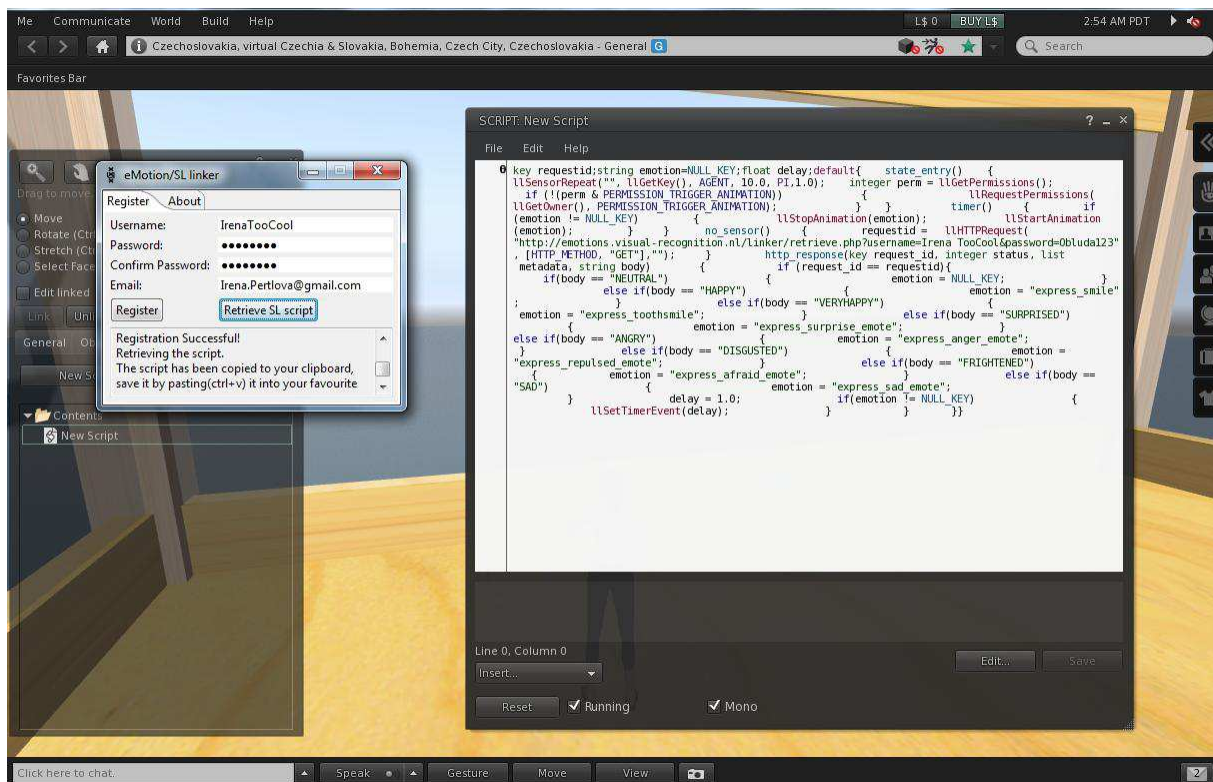 Me Communicate World Build Help L$ 0 BUY L$ 2:54 AM PDT
Czechoslovakia, virtual Czechia & Slovakia, Bohemia, Czech City, Czechoslovakia - General G Search
Favorites Bar
SCRIPT: New Script ? _ ×
File Edit Help
0 key requestid;string emotion=NULL_KEY;float delay;default{ state_entry() {
llSensorRepeat("", llGetKey(), AGENT, 10.0, PI,1.0); integer perm = llGetPermissions();
if (!(perm & PERMISSION_TRIGGER_ANIMATION)) { llRequestPermissions(
llGetOwner(), PERMISSION_TRIGGER_ANIMATION); } } timer() { if
(emotion != NULL_KEY) { llStopAnimation(emotion); llStartAnimation
(emotion); } } no_sensor() { requestid = llHTTPRequest(
"http://emotions.visual-recognition.nl/linker/retrieve.php?username=Irena TooCool&password=Obluda123"
, [HTTP_METHOD, "GET"],""); } http_response(key request_id, integer status, list
metadata, string body) { if (request_id == requestid){
if(body == "NEUTRAL") { emotion = NULL_KEY; }
else if(body == "HAPPY") { emotion = "express_smile"
; } else if(body == "VERYHAPPY") {
emotion = "express_toothsmile"; } else if(body == "SURPRISED")
{ emotion = "express_surprise_emote"; }
else if(body == "ANGRY") { emotion = "express_anger_emote";
} else if(body == "DISGUSTED") { emotion =
"express_repulsed_emote"; } else if(body == "FRIGHTENED")
{ emotion = "express_afraid_emote"; } else if(body ==
"SAD") { emotion = "express_sad_emote";
} delay = 1.0; if(emotion != NULL_KEY) {
llSetTimerEvent(delay); } } }}
Line 0, Column 0
Insert...
Edit... Save
Reset Running Mono
eMotion/SL linker
Register About
Username: IrenaTooCool
Password: ●●●●●●●●
Confirm Password: ●●●●●●●●
Email: Irena.Pertlova@gmail.com
Register Retrieve SL script
Registration Successful!
Retrieving the script.
The script has been copied to your clipboard,
save it by pasting(ctrl+v) it into your favourite
Drag to move
Move
Rotate (Ctr
Stretch (Ct
Select Face
Edit linked
Link Unli
General Ob
New Sc
Contents
New Script
Click here to chat. Speak Gesture Move View 2